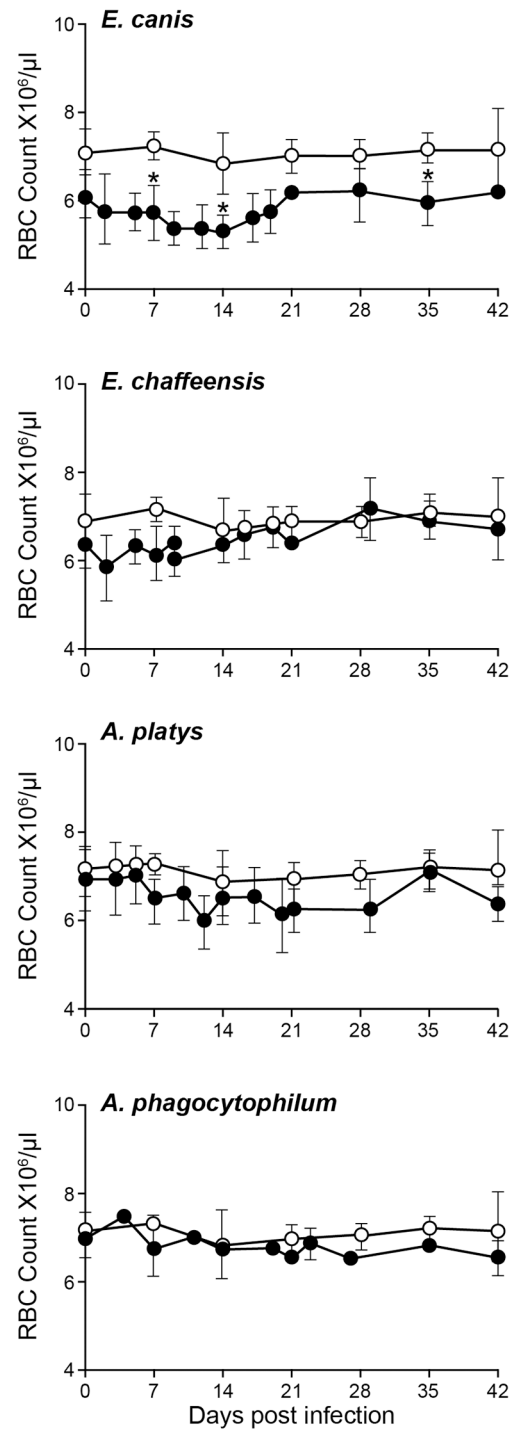 E. canis
RBC Count X10⁶/µl
10
8
6
4
*
*
*
0 7 14 21 28 35 42
E. chaffeensis
RBC Count X10⁶/µl
10
8
6
4
0 7 14 21 28 35 42
A. platys
RBC Count X10⁶/µl
10
8
6
4
0 7 14 21 28 35 42
A. phagocytophilum
RBC Count X10⁶/µl
10
8
6
4
0 7 14 21 28 35 42
Days post infection